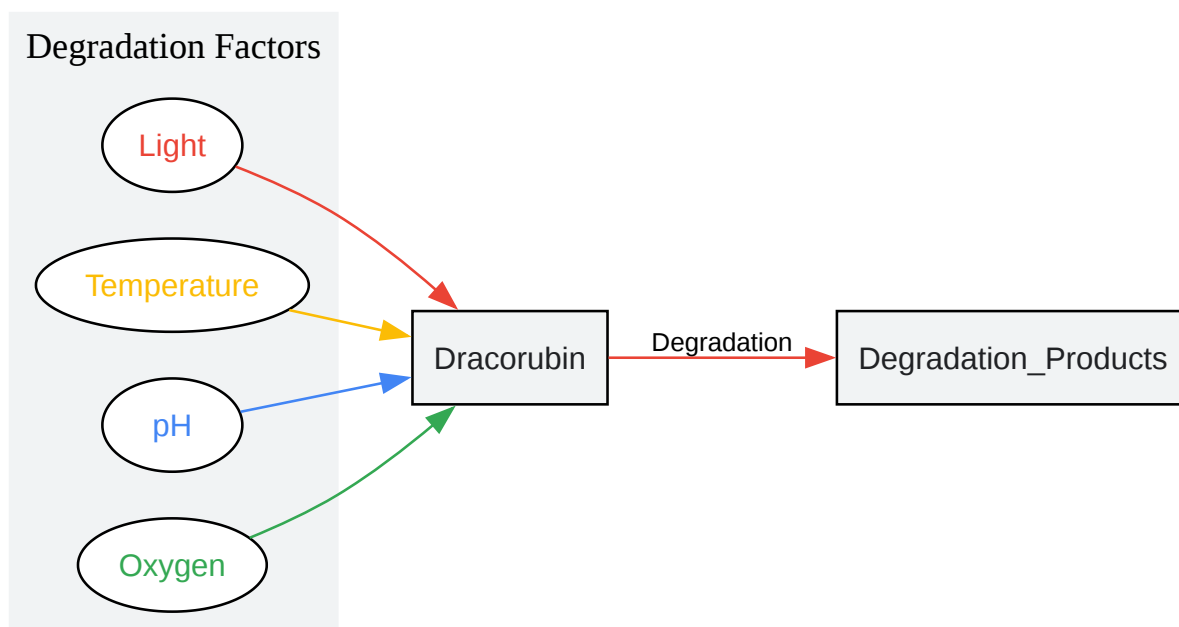 Degradation Factors
Light
Temperature
pH
Oxygen
Dracorubin
Degradation
Degradation_Products